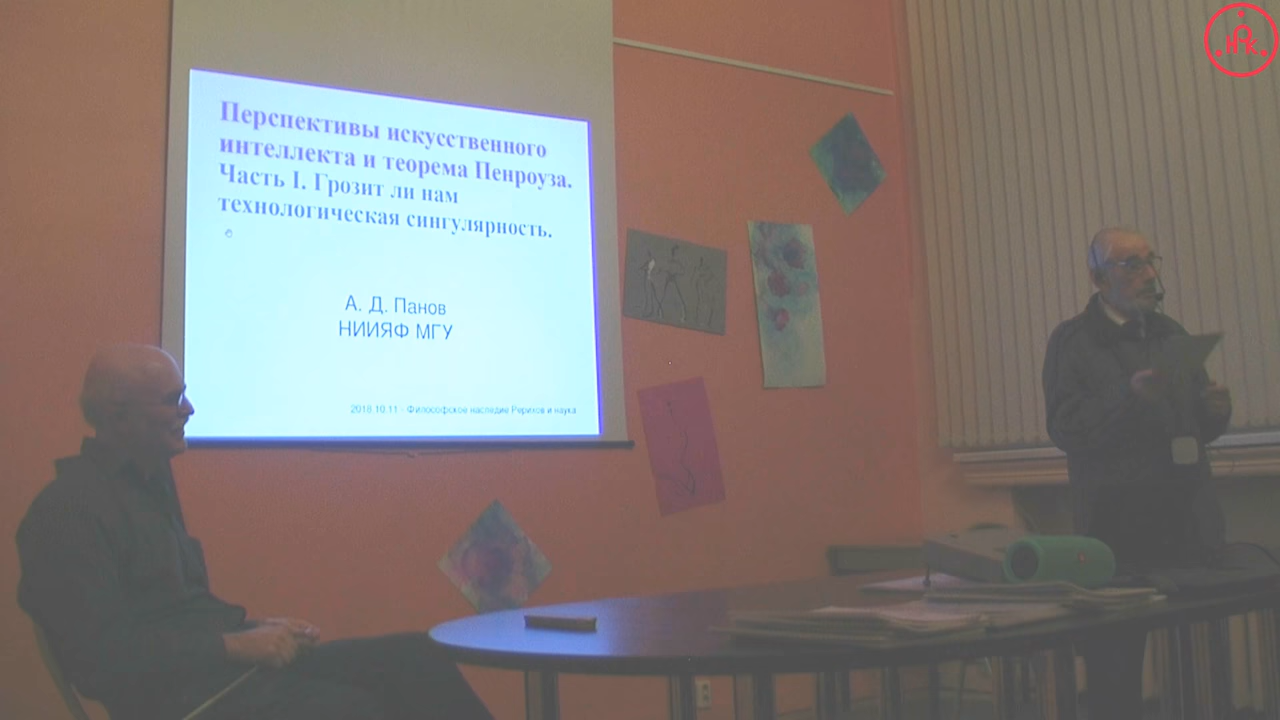 Перспективы искусственного
интеллекта и теорема Пенроуза.
Часть I. Грозит ли нам
технологическая сингулярность.
А. Д. Панов
НИИЯФ МГУ
2018.10.11 - Философское наследие Рерихов и наука